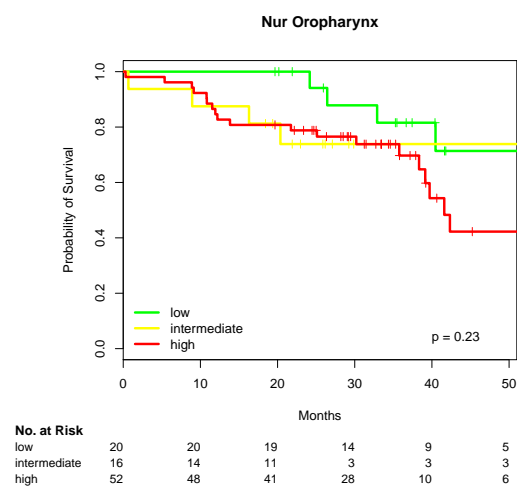 Nur Oropharynx
Probability of Survival
1.0
0.8
0.6
0.4
0.2
0.0
low
intermediate
high
p = 0.23
0 10 20 30 40 50
Months
No. at Risk
low 20 20 19 14 9 5
intermediate 16 14 11 3 3 3
high 52 48 41 28 10 6